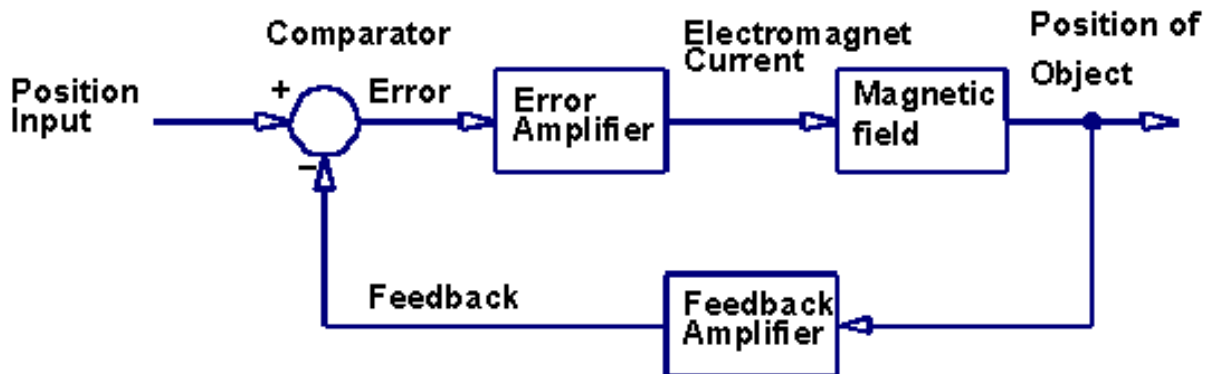 Comparator
Electromagnet
Current
Position of
Object
Position
Input
+
Error
Error
Amplifier
Magnetic
field
−
Feedback
Feedback
Amplifier